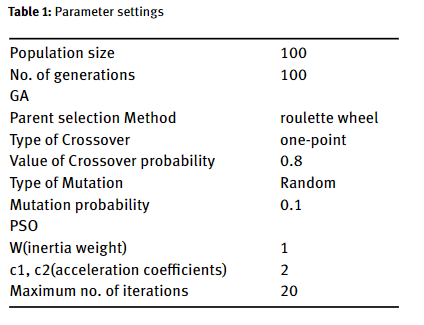 Table 1: Parameter settings
Population size 100
No. of generations 100
GA
Parent selection Method roulette wheel
Type of Crossover one-point
Value of Crossover probability 0.8
Type of Mutation Random
Mutation probability 0.1
PSO
W(inertia weight) 1
c1, c2(acceleration coefficients) 2
Maximum no. of iterations 20